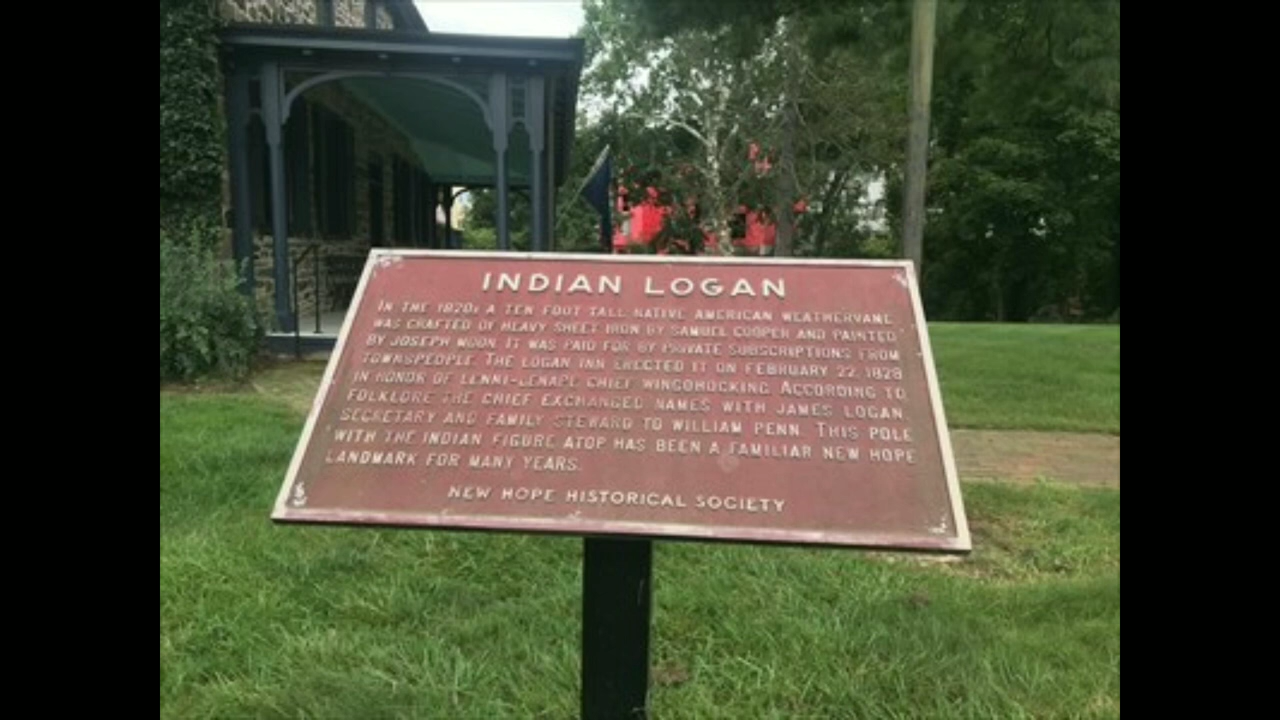 INDIAN LOGAN
IN THE 1820s A TEN FOOT TALL NATIVE AMERICAN WEATHERVANE
WAS CRAFTED OF HEAVY SHEET IRON BY SAMUEL COOPER AND PAINTED
BY JOSEPH MOON. IT WAS PAID FOR BY PRIVATE SUBSCRIPTIONS FROM
TOWNSPEOPLE. THE LOGAN INN ERECTED IT ON FEBRUARY 22, 1828
IN HONOR OF LENNI-LENAPE CHIEF WINGOHOCKING. ACCORDING TO
FOLKLORE THE CHIEF EXCHANGED NAMES WITH JAMES LOGAN,
SECRETARY AND FAMILY STEWARD TO WILLIAM PENN. THIS POLE
WITH THE INDIAN FIGURE ATOP HAS BEEN A FAMILIAR NEW HOPE
LANDMARK FOR MANY YEARS.
NEW HOPE HISTORICAL SOCIETY